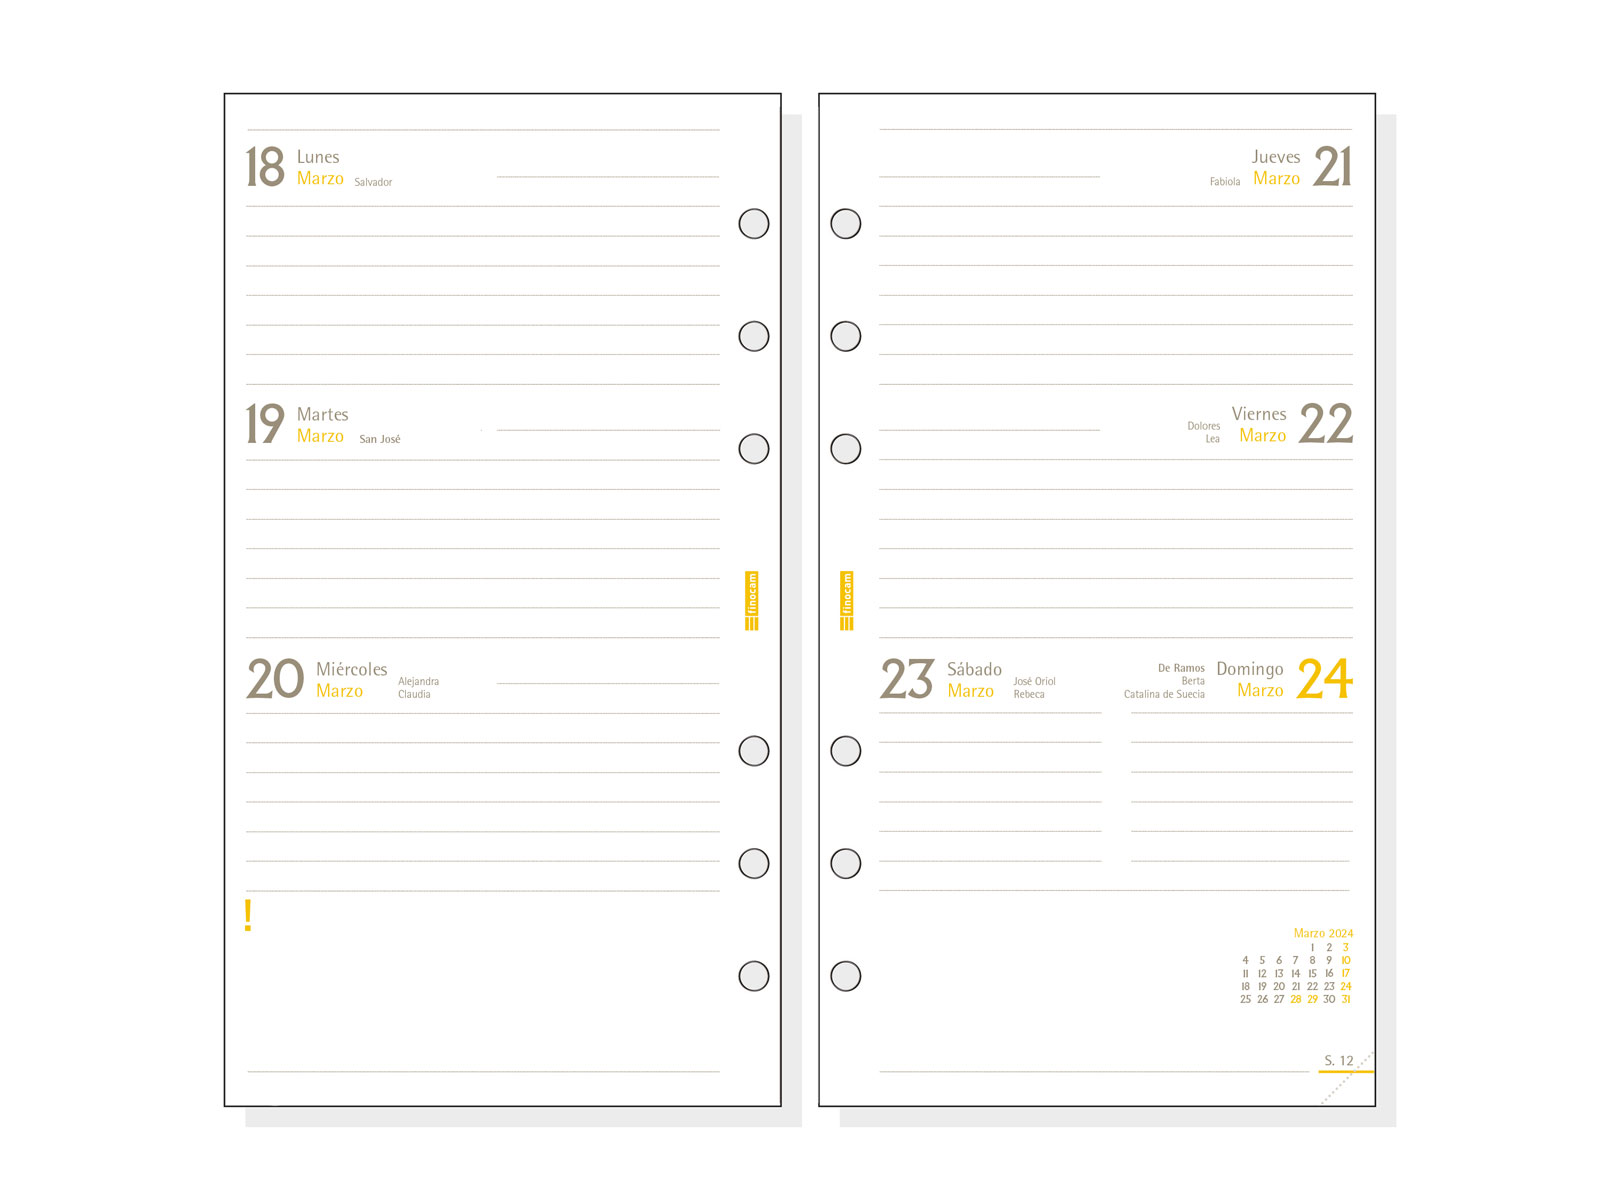 18 Lunes
Marzo Salvador
19 Martes
Marzo San José
20 Miércoles
Marzo Alejandra
Claudia
!
finocam
Jueves 21
Fabiola Marzo
Viernes 22
Dolores Marzo
Lea
23 Sábado
Marzo José Oriol
Rebeca
De Ramos Domingo 24
Berta Marzo
Catalina de Suecia
finocam
Marzo 2024
1 2 3
4 5 6 7 8 9 10
11 12 13 14 15 16 17
18 19 20 21 22 23 24
25 26 27 28 29 30 31
S. 12